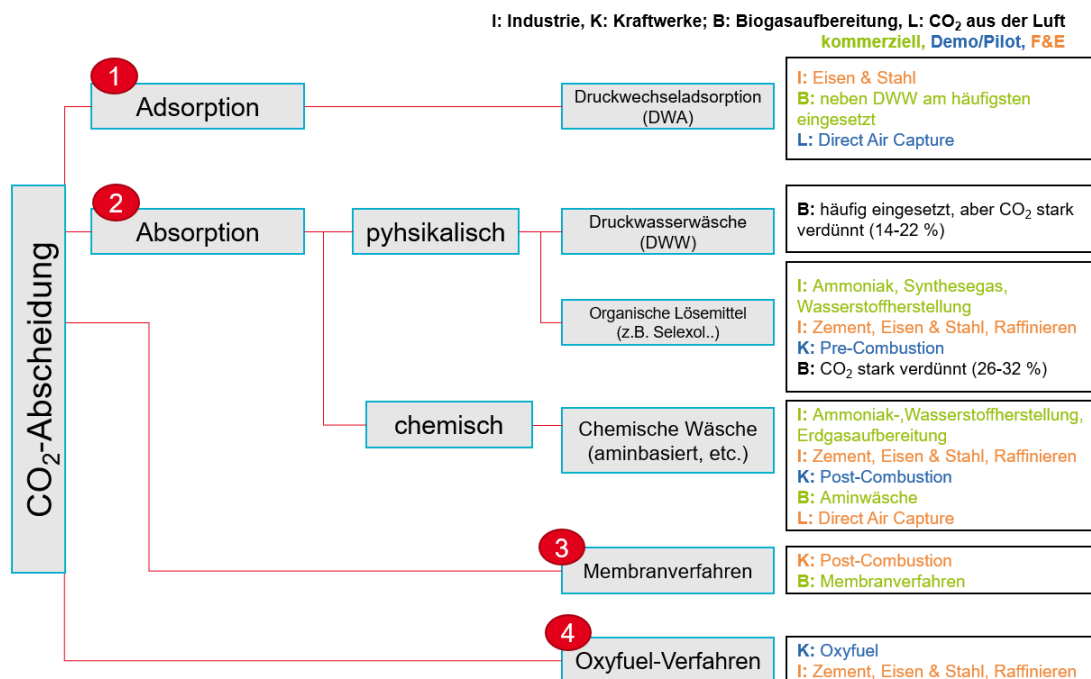 I: Industrie, K: Kraftwerke; B: Biogasaufbereitung, L: CO₂ aus der Luft
kommerziell, Demo/Pilot, F&E
CO₂-Abscheidung
1
Adsorption
Druckwechseladsorption
(DWA)
I: Eisen & Stahl
B: neben DWW am häufigsten
eingesetzt
L: Direct Air Capture
2
Absorption
pyhsikalisch
Druckwasserwäsche
(DWW)
B: häufig eingesetzt, aber CO₂ stark
verdünnt (14-22 %)
Organische Lösemittel
(z.B. Selexol..)
I: Ammoniak, Synthesegas,
Wasserstoffherstellung
I: Zement, Eisen & Stahl, Raffinieren
K: Pre-Combustion
B: CO₂ stark verdünnt (26-32 %)
chemisch
Chemische Wäsche
(aminbasiert, etc.)
I: Ammoniak-,Wasserstoffherstellung,
Erdgasaufbereitung
I: Zement, Eisen & Stahl, Raffinieren
K: Post-Combustion
B: Aminwäsche
L: Direct Air Capture
3
Membranverfahren
K: Post-Combustion
B: Membranverfahren
4
Oxyfuel-Verfahren
K: Oxyfuel
I: Zement, Eisen & Stahl, Raffinieren